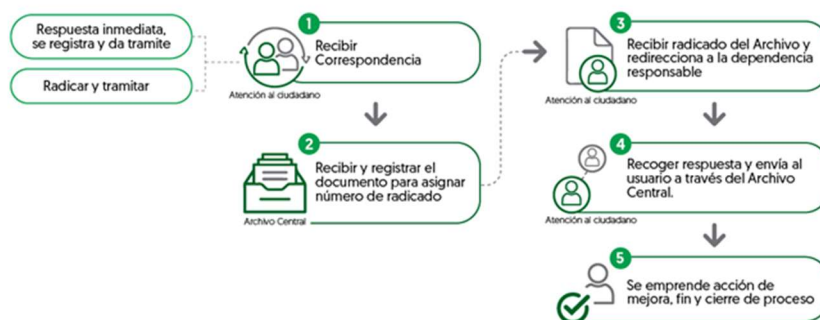 Respuesta inmediata,
se registra y da tramite
Radicar y tramitar
1
Recibir
Correspondencia
Atención al ciudadano
2
Recibir y registrar el
documento para asignar
número de radicado
Archivo Central
3
Recibir radicado del Archivo y
redirecciona a la dependencia
responsable
Atención al ciudadano
4
Recoger respuesta y envía al
usuario a través del Archivo
Central.
Atención al ciudadano
5
Se emprende acción de
mejora, fin y cierre de proceso